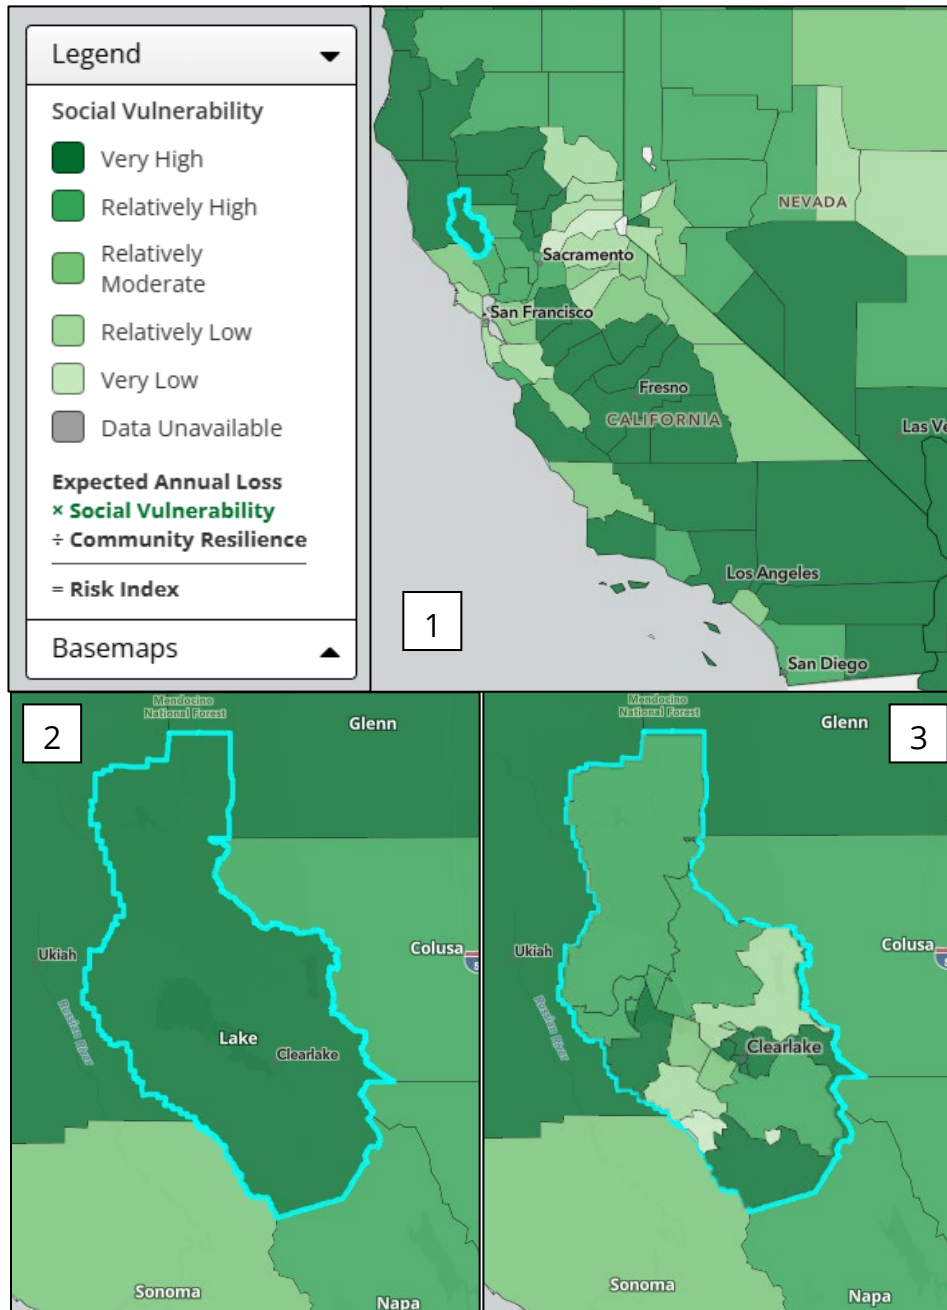 Legend
Social Vulnerability
Very High
Relatively High
Relatively
Moderate
Relatively Low
Very Low
Data Unavailable
Expected Annual Loss
× Social Vulnerability
÷ Community Resilience
= Risk Index
Basemaps
1
NEVADA
Sacramento
San Francisco
Fresno
CALIFORNIA
Las Ve
Los Angeles
San Diego
2
Mendocino
National Forest
Glenn
Ukiah
Colusa
5
Russian River
Lake
Clearlake
Sonoma
Napa
3
Mendocino
National Forest
Glenn
Ukiah
Colusa
5
Russian River
Clearlake
Sonoma
Napa